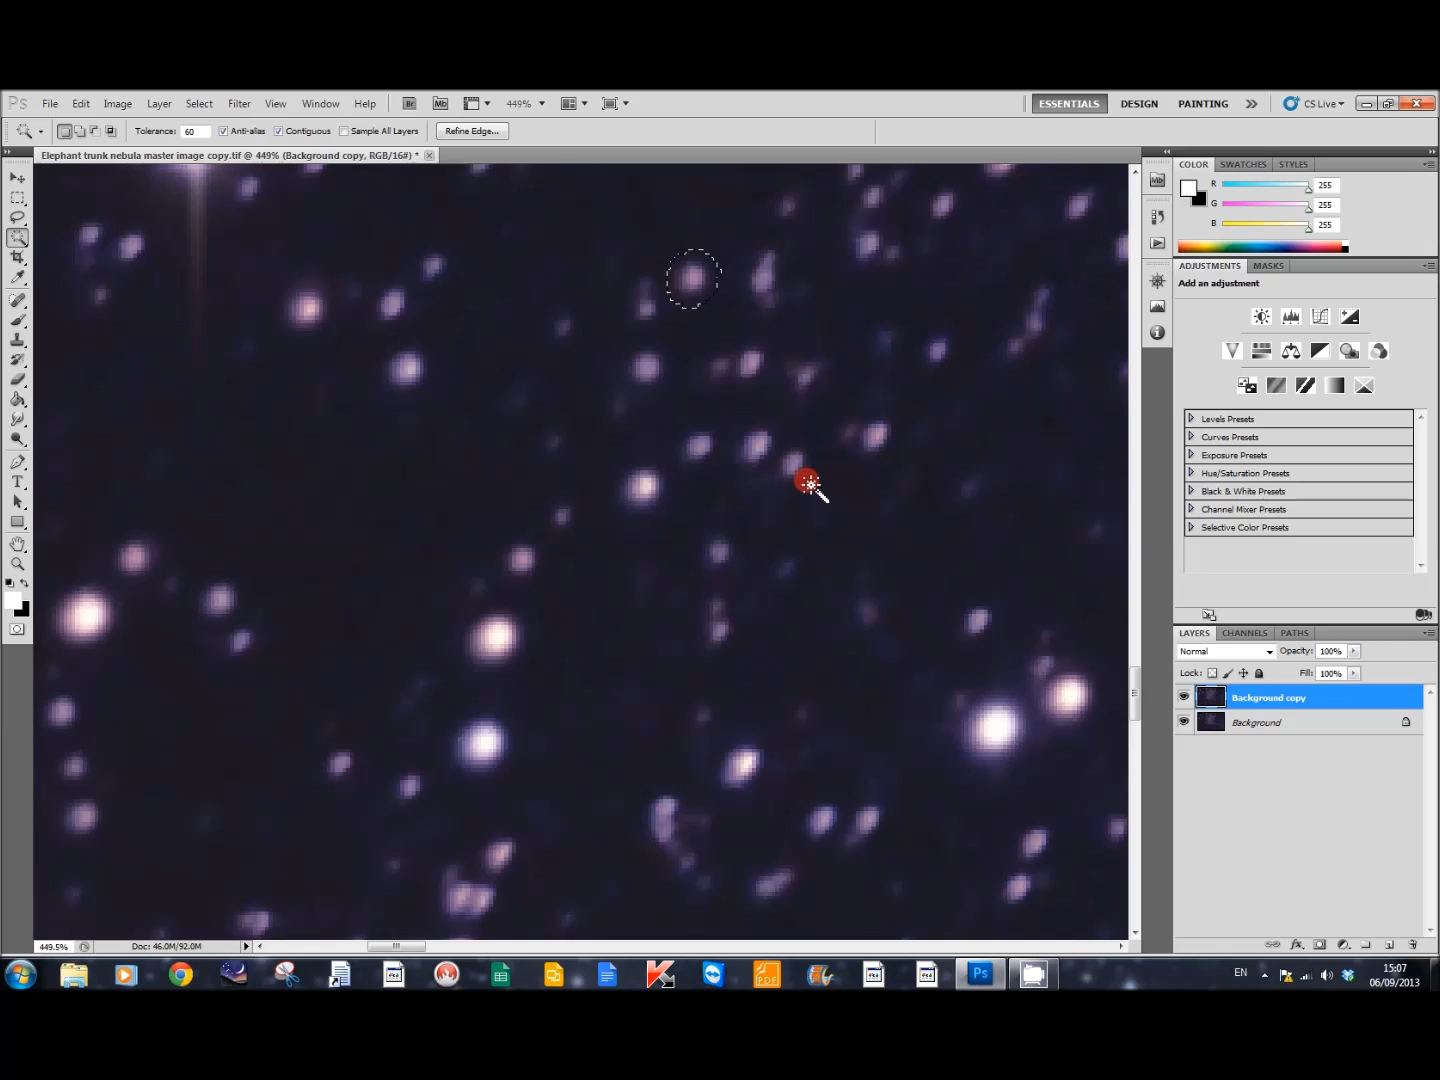 Ps File Edit Image Layer Select Filter View Window Help Br Mb 449% ESSENTIALS DESIGN PAINTING CS Live
Tolerance: 60 Anti-alias Contiguous Sample All Layers Refine Edge...
Elephant trunk nebula master image copy.tif @ 449% (Background copy, RGB/16#) *
Mb
COLOR SWATCHES STYLES
R 255
G 255
B 255
ADJUSTMENTS MASKS
Add an adjustment
Levels Presets
Curves Presets
Exposure Presets
Hue/Saturation Presets
Black & White Presets
Channel Mixer Presets
Selective Color Presets
T
LAYERS CHANNELS PATHS
Normal Opacity: 100%
Lock: Fill: 100%
Background copy
Background
fx.
449.5% Doc: 46.0M/92.0M
PDF Ps EN 15:07
06/09/2013